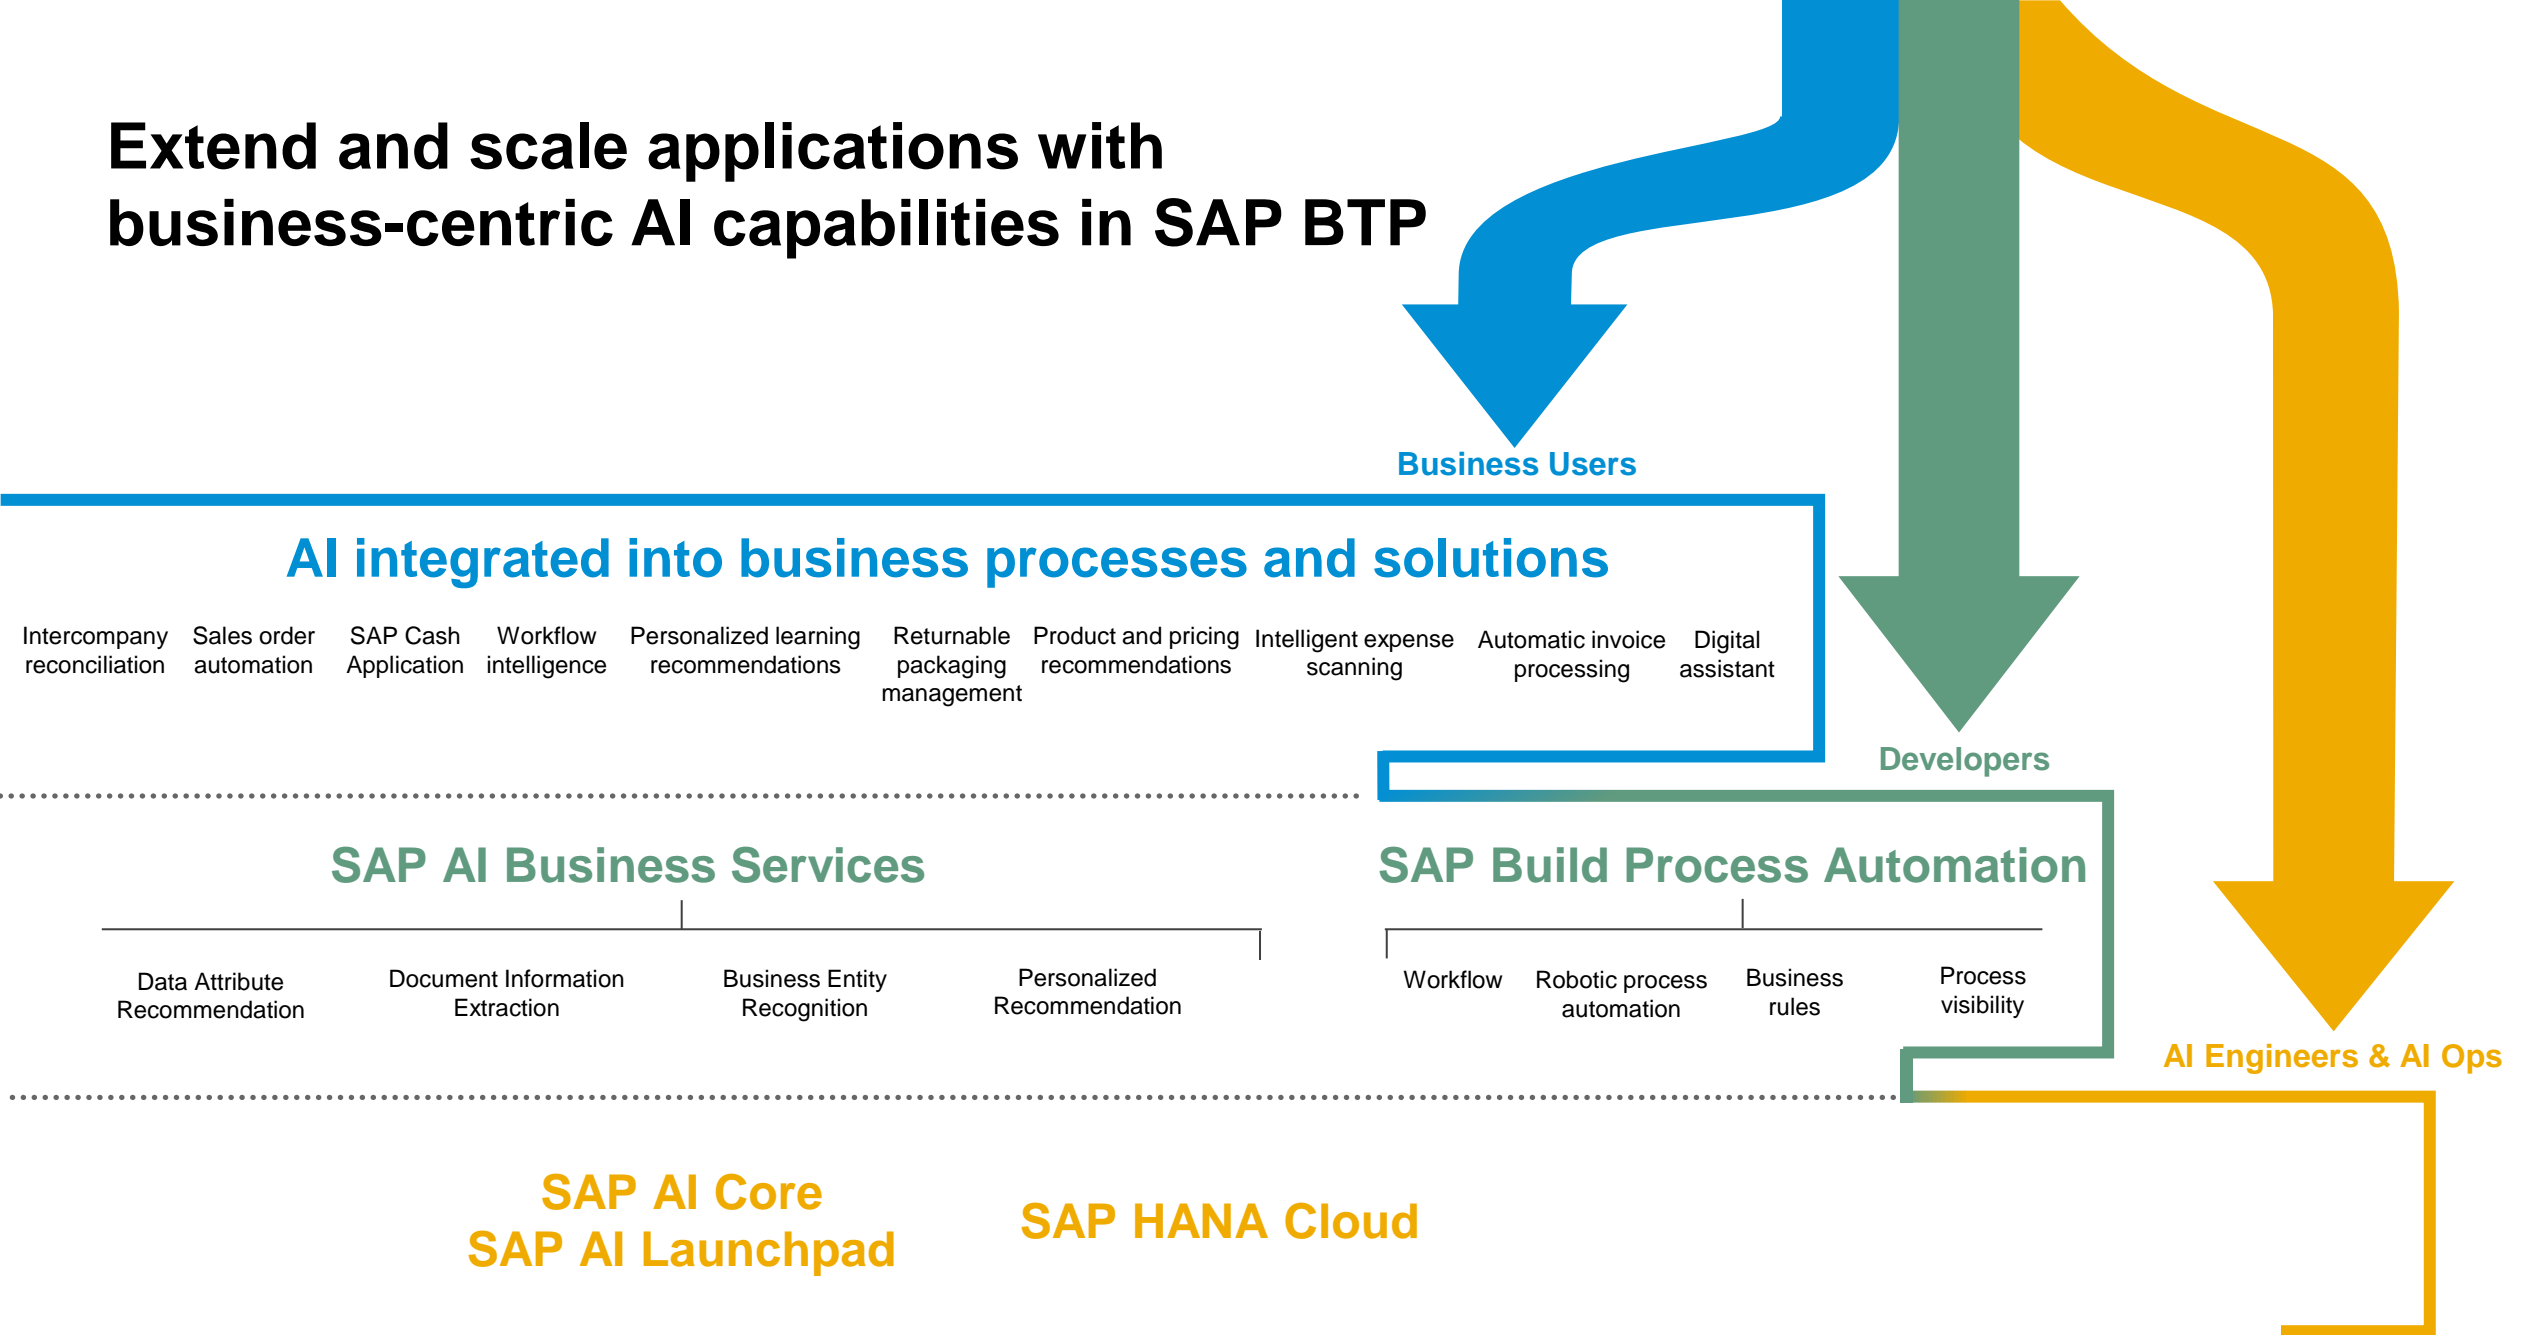 Extend and scale applications with
business-centric AI capabilities in SAP BTP
Business Users
AI integrated into business processes and solutions
Intercompany
reconciliation
Sales order
automation
SAP Cash
Application
Workflow
intelligence
Personalized learning
recommendations
Returnable
packaging
management
Product and pricing
recommendations
Intelligent expense
scanning
Automatic invoice
processing
Digital
assistant
Developers
SAP AI Business Services
Data Attribute
Recommendation
Document Information
Extraction
Business Entity
Recognition
Personalized
Recommendation
SAP Build Process Automation
Workflow
Robotic process
automation
Business
rules
Process
visibility
AI Engineers & AI Ops
SAP AI Core
SAP AI Launchpad
SAP HANA Cloud